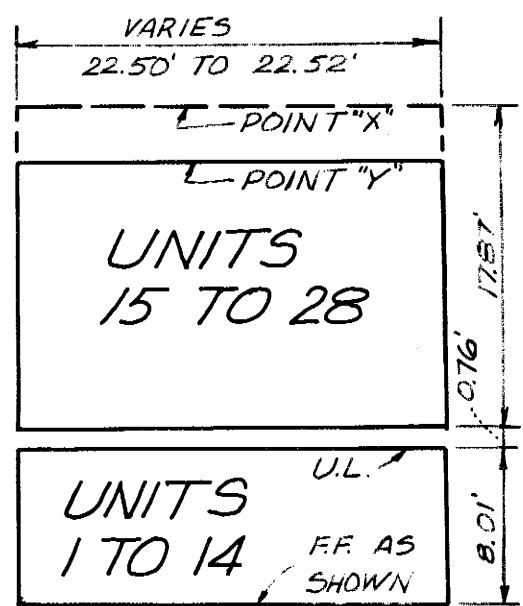 VARIES
22.50' TO 22.52'
POINT "X"
POINT "Y"
UNITS
15 TO 28
17.87'
0.76'
U.L.
UNITS
1 TO 14
F.F. AS
SHOWN
8.01'